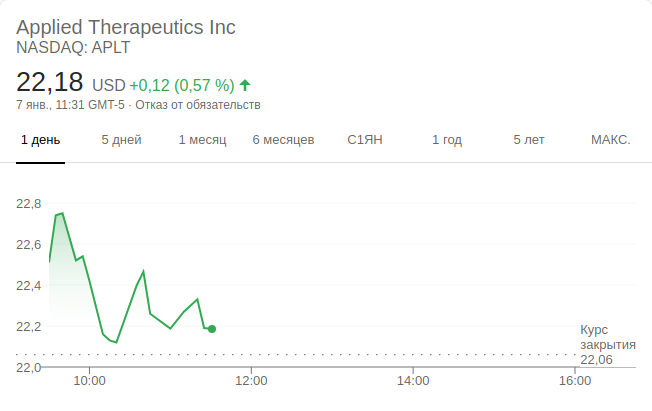 Applied Therapeutics Inc
NASDAQ: APLT
22,18 USD +0,12 (0,57 %)
7 янв., 11:31 GMT-5 · Отказ от обязательств
1 день 5 дней 1 месяц 6 месяцев С1ЯН 1 год 5 лет МАКС.
22,8
22,6
22,4
22,2
Курс
закрытия
22,06
22,0
10:00 12:00 14:00 16:00